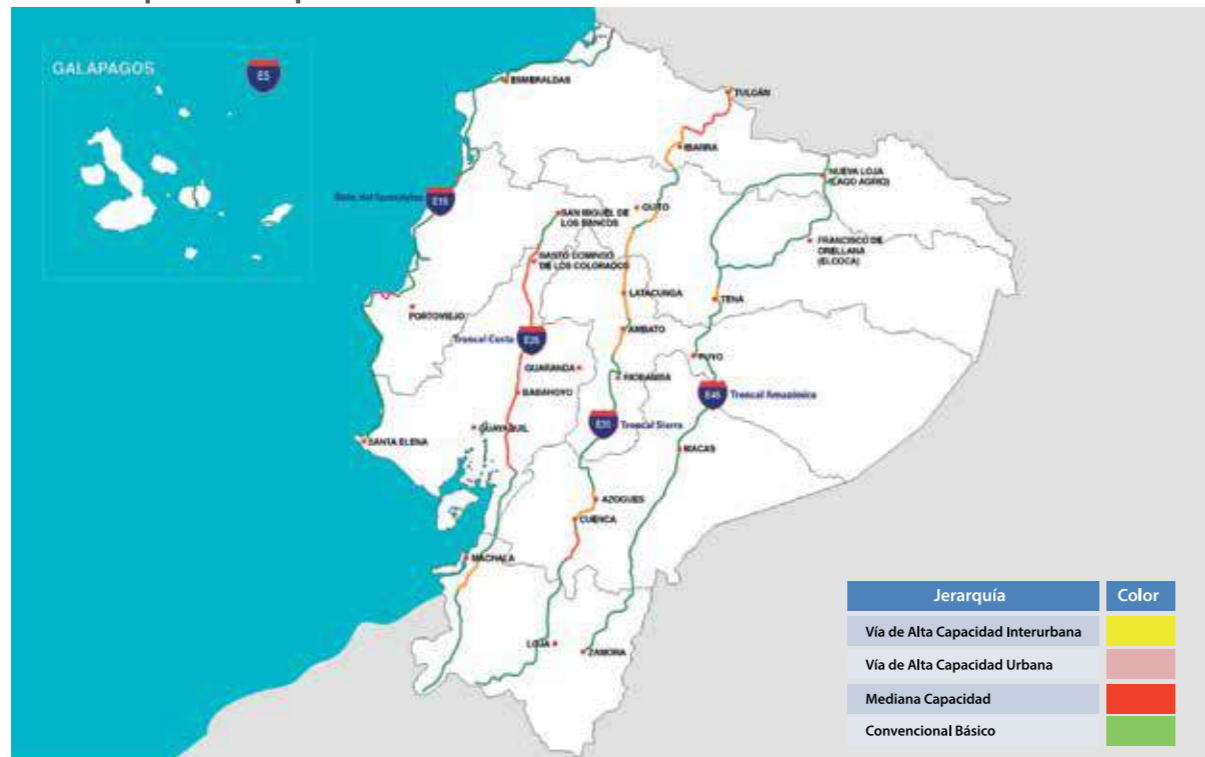 GALAPAGOS
E5
ESMERALDAS
TULCÁN
IBARRA
NUEVA LOJA
(LAGO AGRIO)
E15
QUITO
SAN MIGUEL DE
LOS BANCOS
FRANCISCO DE
ORELLANA
(EL COCA)
SANTO DOMINGO
DE LOS COLORADOS
LATACUNGA
TENA
PORTOVIEJO
AMBATO
Troncal Costa
E25
GUARANDA
PUYO
RIOBAMBA
BABAHOYO
E45
Troncal Amazónica
E35
Troncal Sierra
GUAYAQUIL
SANTA ELENA
MACAS
AZOGUES
CUENCA
MACHALA
LOJA
ZAMORA
Jerarquía
Color
Vía de Alta Capacidad Interurbana
Vía de Alta Capacidad Urbana
Mediana Capacidad
Convencional Básico